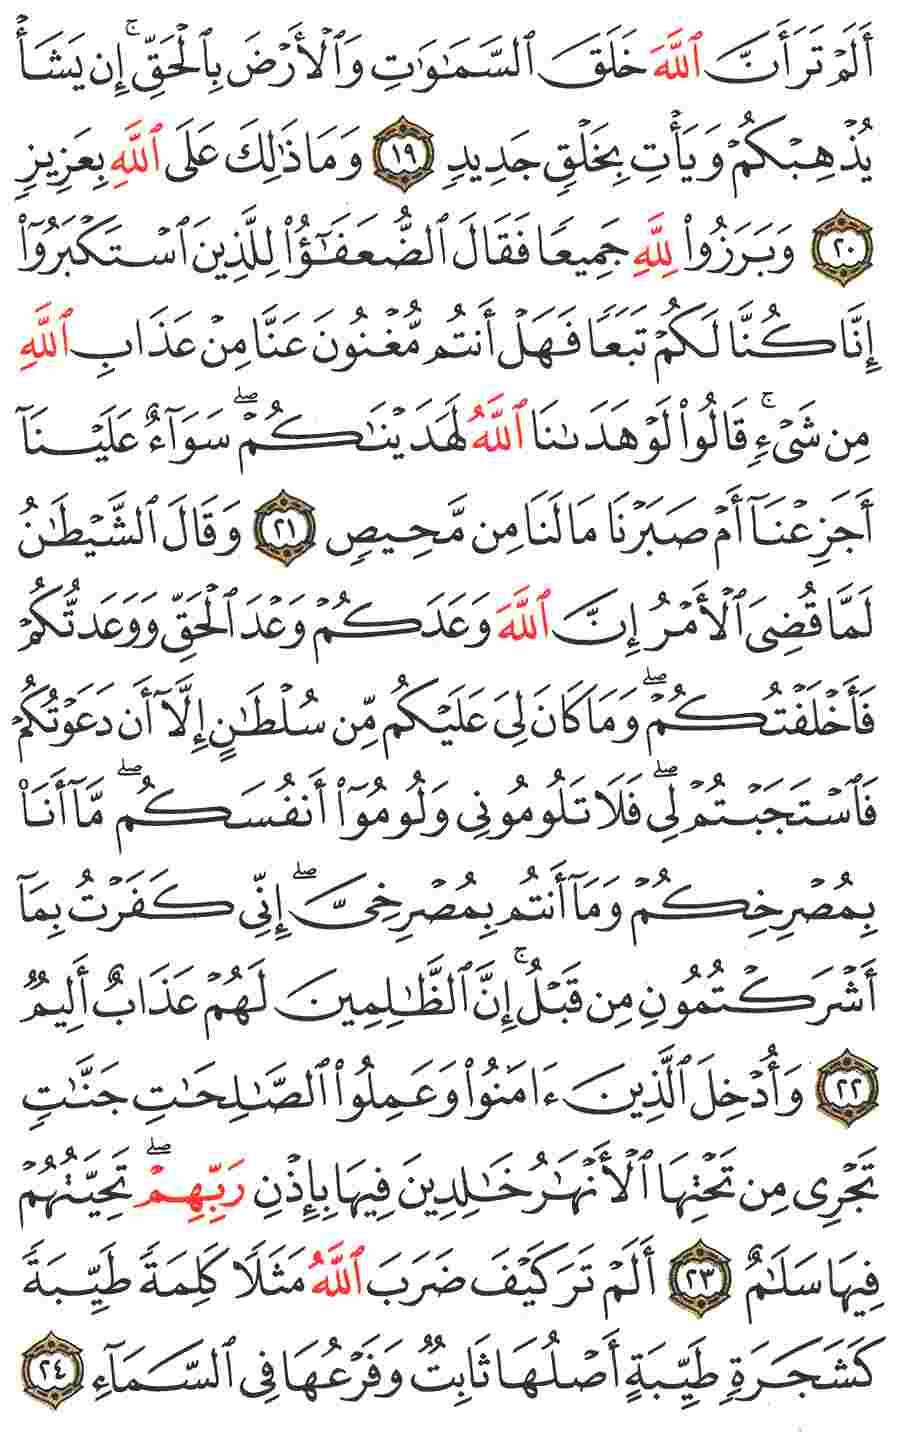 أَلَمْ تَرَ أَنَّ ٱللَّهَ خَلَقَ ٱلسَّمَٰوَٰتِ وَٱلْأَرْضَ بِٱلْحَقِّ ۚ إِن يَشَأْ
يُذْهِبْكُمْ وَيَأْتِ بِخَلْقٍ جَدِيدٍ ١٩ وَمَا ذَٰلِكَ عَلَى ٱللَّهِ بِعَزِيزٍ
٢٠ وَبَرَزُوا۟ لِلَّهِ جَمِيعًا فَقَالَ ٱلضُّعَفَٰٓؤُا۟ لِلَّذِينَ ٱسْتَكْبَرُوٓا۟
إِنَّا كُنَّا لَكُمْ تَبَعًا فَهَلْ أَنتُم مُّغْنُونَ عَنَّا مِنْ عَذَابِ ٱللَّهِ
مِن شَىْءٍ ۚ قَالُوا۟ لَوْ هَدَىٰنَا ٱللَّهُ لَهَدَيْنَٰكُمْ ۖ سَوَآءٌ عَلَيْنَآ
أَجَزِعْنَآ أَمْ صَبَرْنَا مَا لَنَا مِن مَّحِيصٍ ٢١ وَقَالَ ٱلشَّيْطَٰنُ
لَمَّا قُضِىَ ٱلْأَمْرُ إِنَّ ٱللَّهَ وَعَدَكُمْ وَعْدَ ٱلْحَقِّ وَوَعَدتُّكُمْ
فَأَخْلَفْتُكُمْ ۖ وَمَا كَانَ لِىَ عَلَيْكُم مِّن سُلْطَٰنٍ إِلَّآ أَن دَعَوْتُكُمْ
فَٱسْتَجَبْتُمْ لِى ۖ فَلَا تَلُومُونِى وَلُومُوٓا۟ أَنفُسَكُم ۖ مَّآ أَنَا۠
بِمُصْرِخِكُمْ وَمَآ أَنتُم بِمُصْرِخِىَّ ۖ إِنِّى كَفَرْتُ بِمَآ
أَشْرَكْتُمُونِ مِن قَبْلُ ۗ إِنَّ ٱلظَّٰلِمِينَ لَهُمْ عَذَابٌ أَلِيمٌ
٢٢ وَأُدْخِلَ ٱلَّذِينَ ءَامَنُوا۟ وَعَمِلُوا۟ ٱلصَّٰلِحَٰتِ جَنَّٰتٍ
تَجْرِى مِن تَحْتِهَا ٱلْأَنْهَٰرُ خَٰلِدِينَ فِيهَا بِإِذْنِ رَبِّهِمْ ۖ تَحِيَّتُهُمْ
فِيهَا سَلَٰمٌ ٢٣ أَلَمْ تَرَ كَيْفَ ضَرَبَ ٱللَّهُ مَثَلًا كَلِمَةً طَيِّبَةً
كَشَجَرَةٍ طَيِّبَةٍ أَصْلُهَا ثَابِتٌ وَفَرْعُهَا فِى ٱلسَّمَآءِ ٢٤